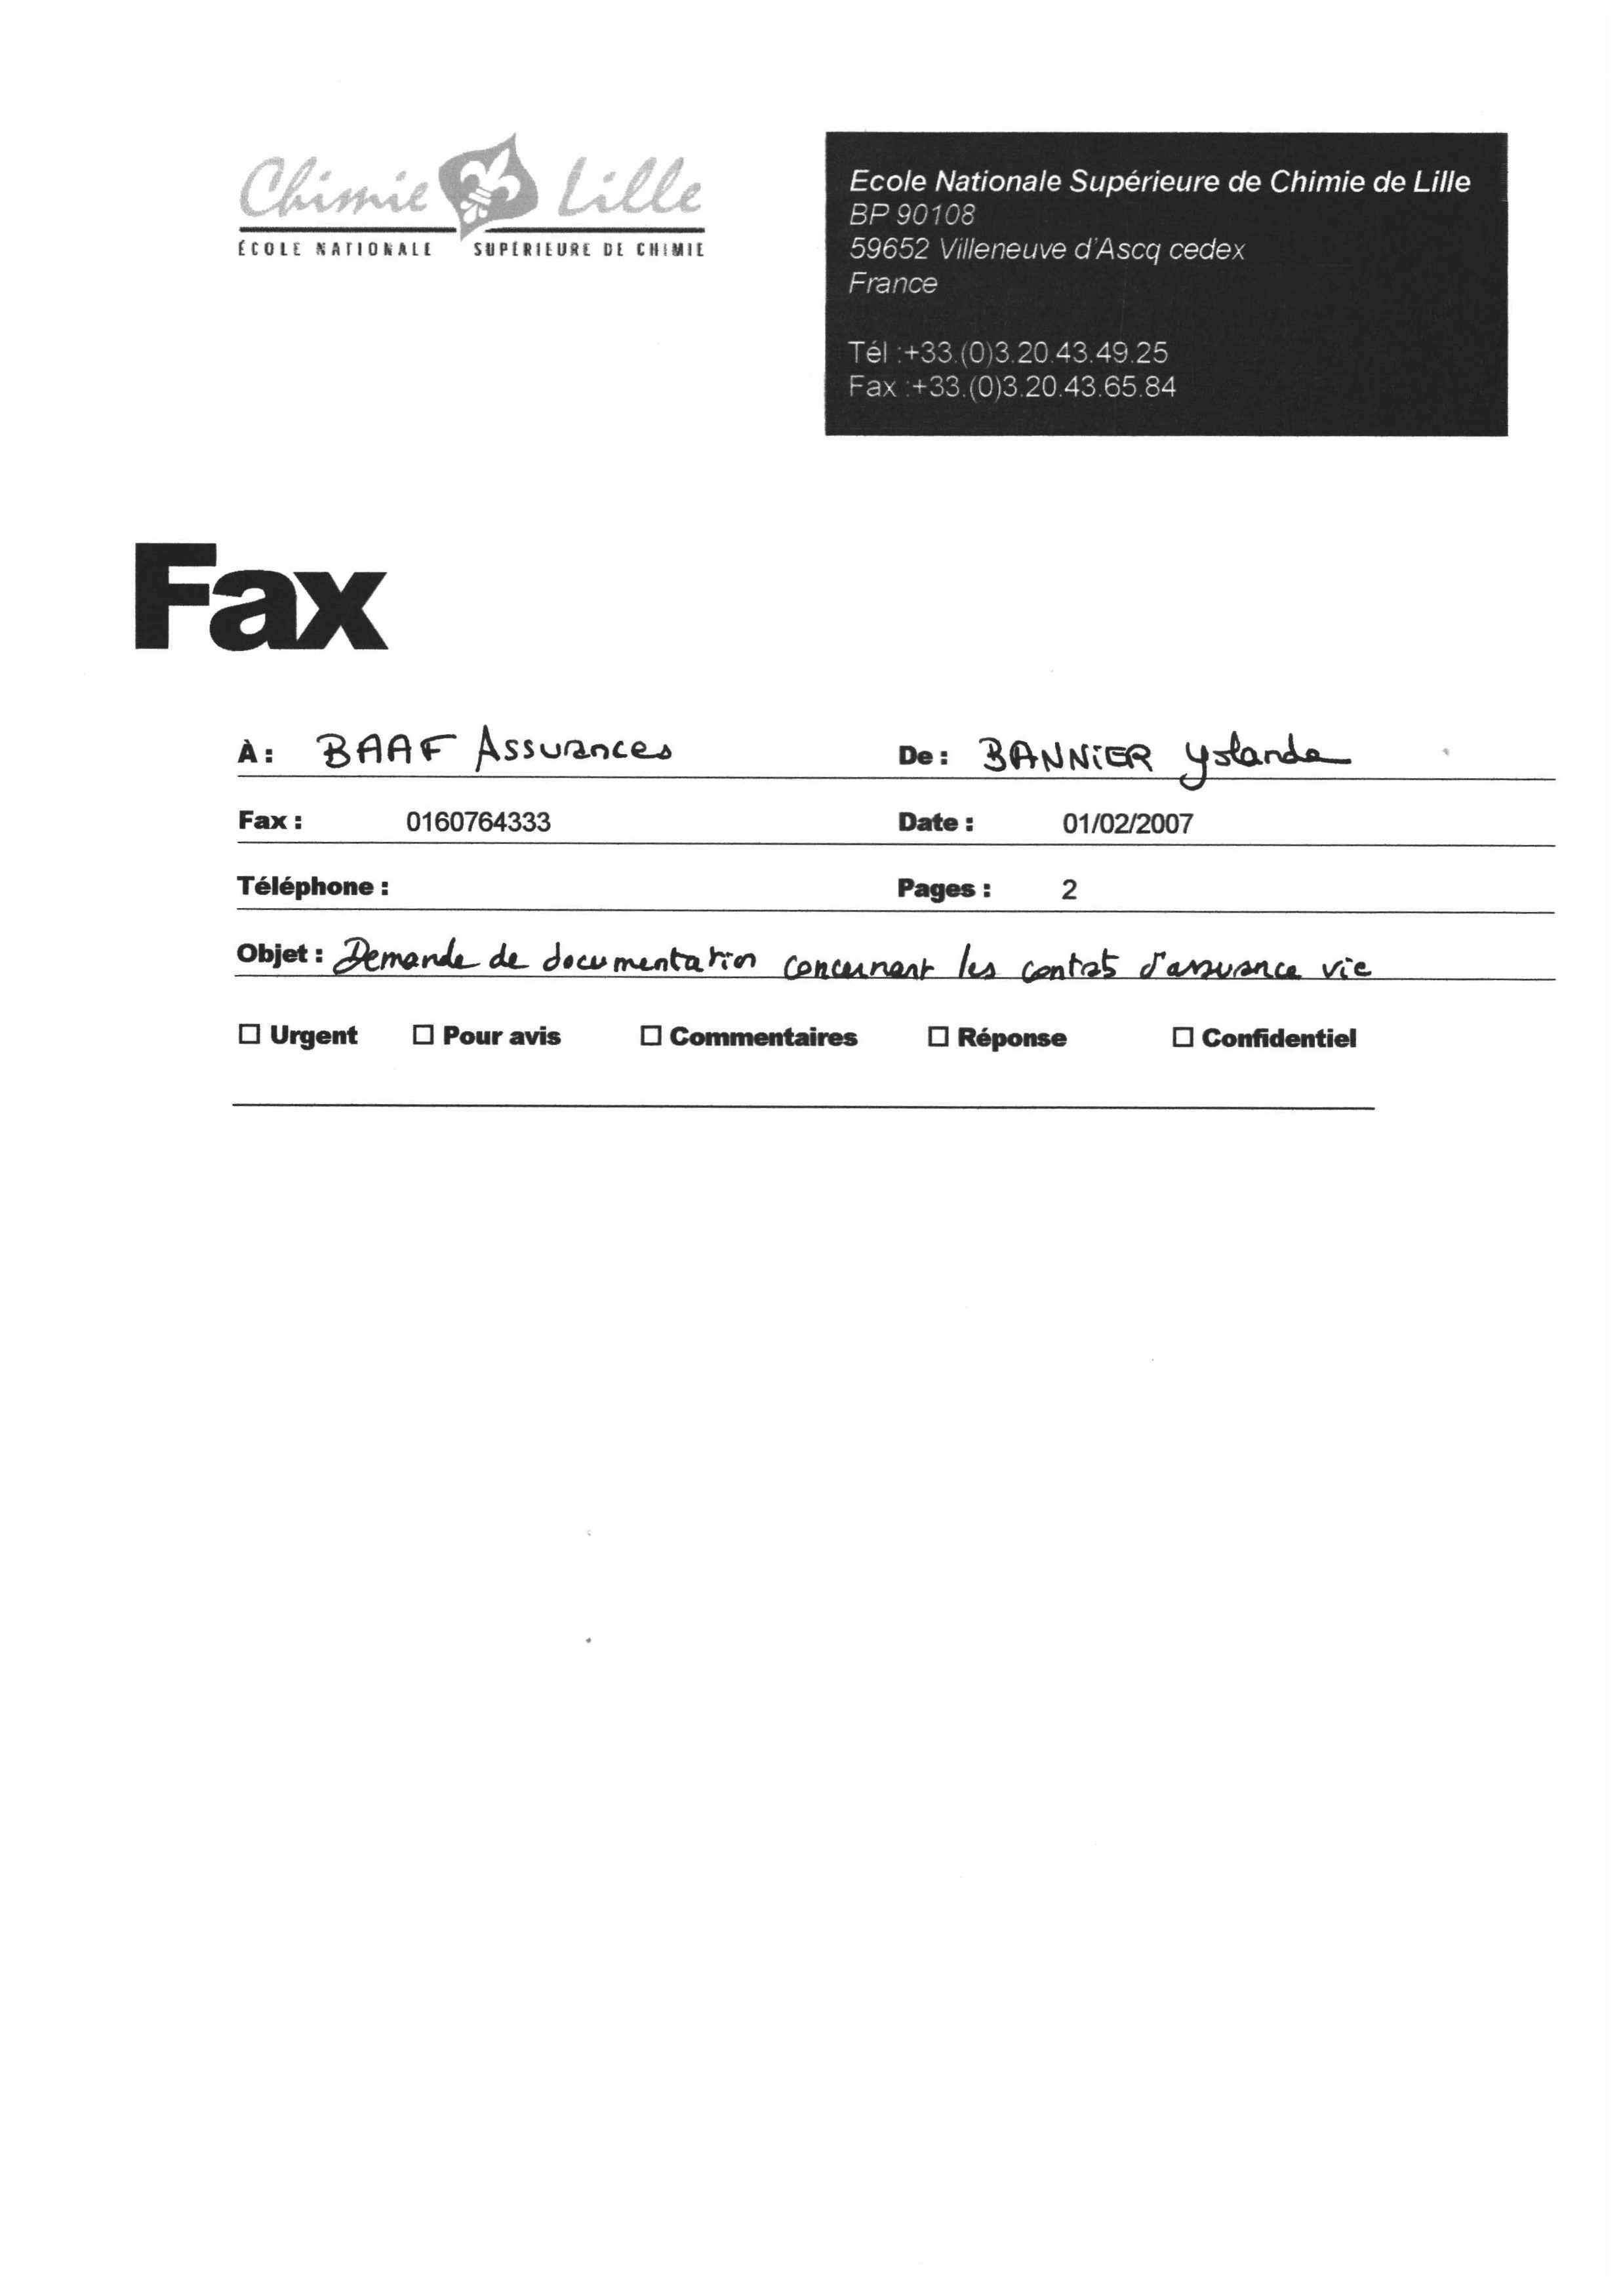 Chimie Lille
ÉCOLE NATIONALE SUPÉRIEURE DE CHIMIE
Ecole Nationale Supérieure de Chimie de Lille
BP 90108
59652 Villeneuve d'Ascq cedex
France
Tél :+33.(0)3.20.43.49.25
Fax :+33.(0)3.20.43.65.84
Fax
À : BAAF Assurances De : BANNiER Yolande
Fax : 0160764333 Date : 01/02/2007
Téléphone : Pages : 2
Objet : Demande de documentation concernant les contrats d'assurance vie
☐ Urgent ☐ Pour avis ☐ Commentaires ☐ Réponse ☐ Confidentiel